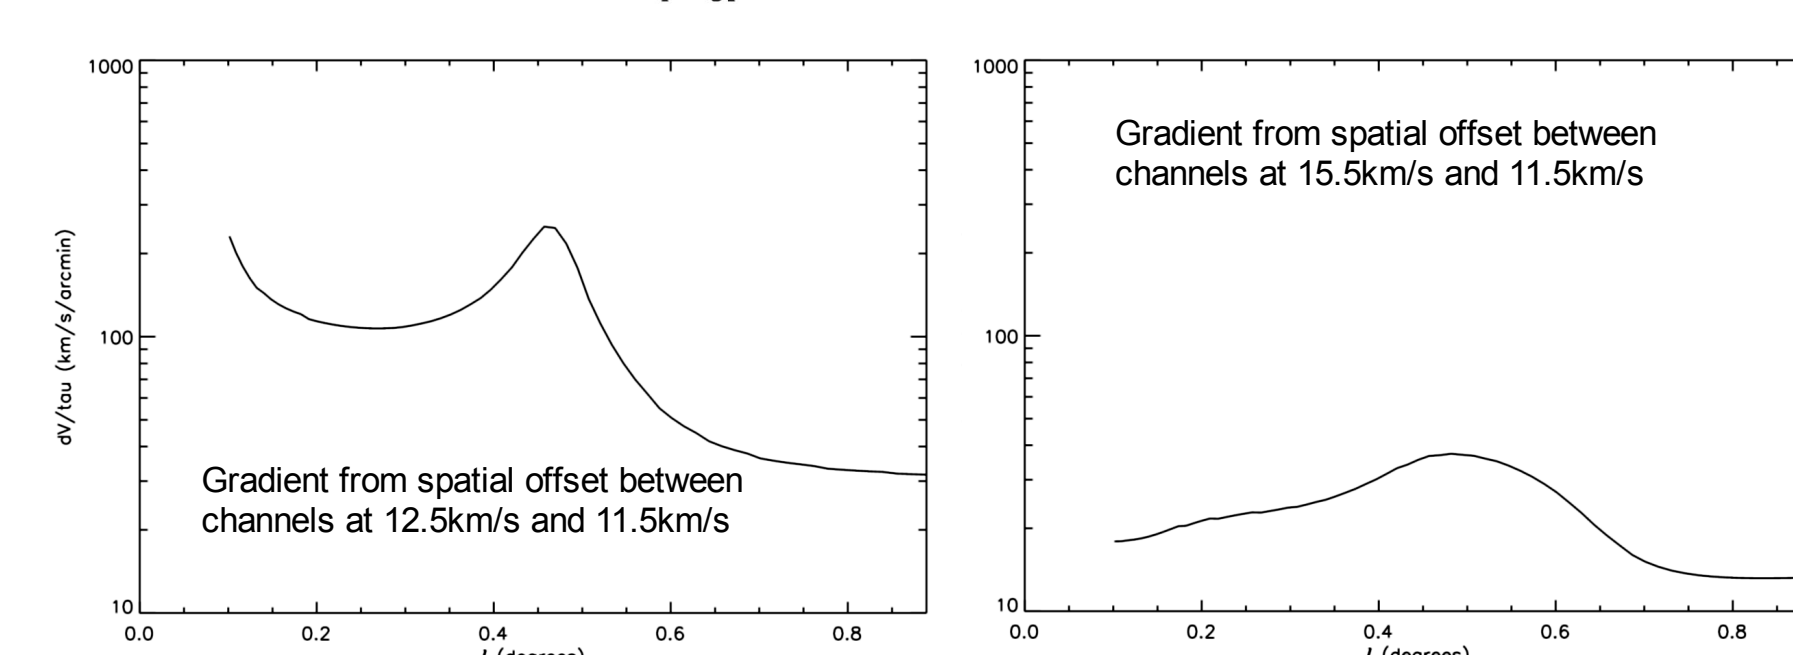 1000
100
10
dV/tau (km/s/arcmin)
Gradient from spatial offset between
channels at 12.5km/s and 11.5km/s
0.0 0.2 0.4 0.6 0.8
(degrees)
1000
100
10
Gradient from spatial offset between
channels at 15.5km/s and 11.5km/s
0.0 0.2 0.4 0.6 0.8
(degrees)